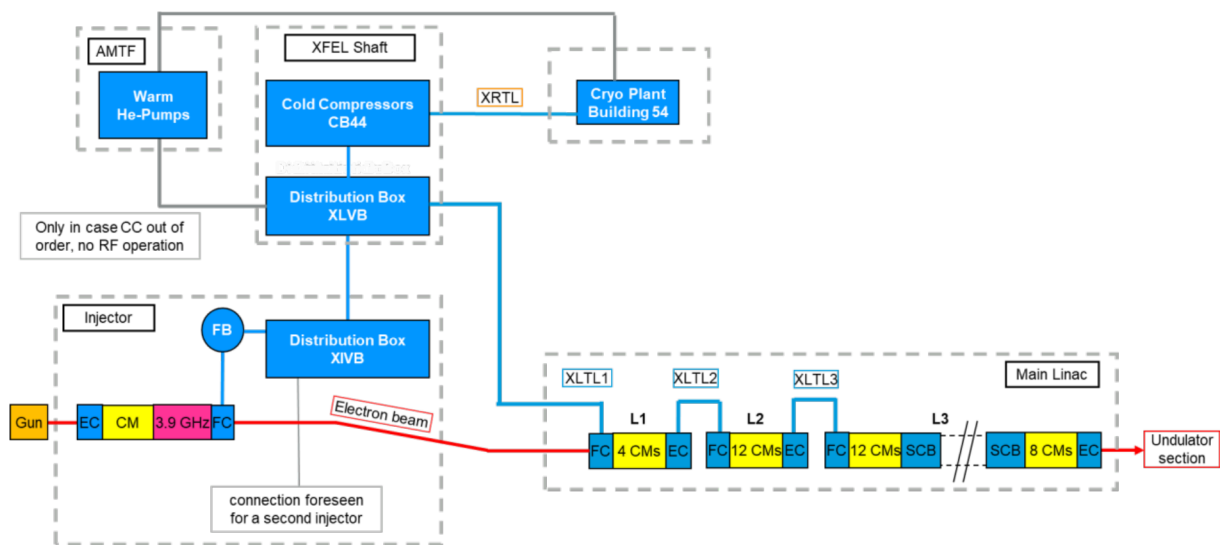 AMTF
XFEL Shaft
Warm
He-Pumps
Cold Compressors
CB44
XRTL
Cryo Plant
Building 54
Distribution Box
XLVB
Only in case CC out of
order, no RF operation
Injector
FB
Distribution Box
XIVB
XLTL1
XLTL2
XLTL3
Main Linac
Electron beam
L1
L2
L3
Gun
EC
CM
3.9 GHz
FC
FC
4 CMs
EC
FC
12 CMs
EC
FC
12 CMs
SCB
SCB
8 CMs
EC
Undulator
section
connection foreseen
for a second injector